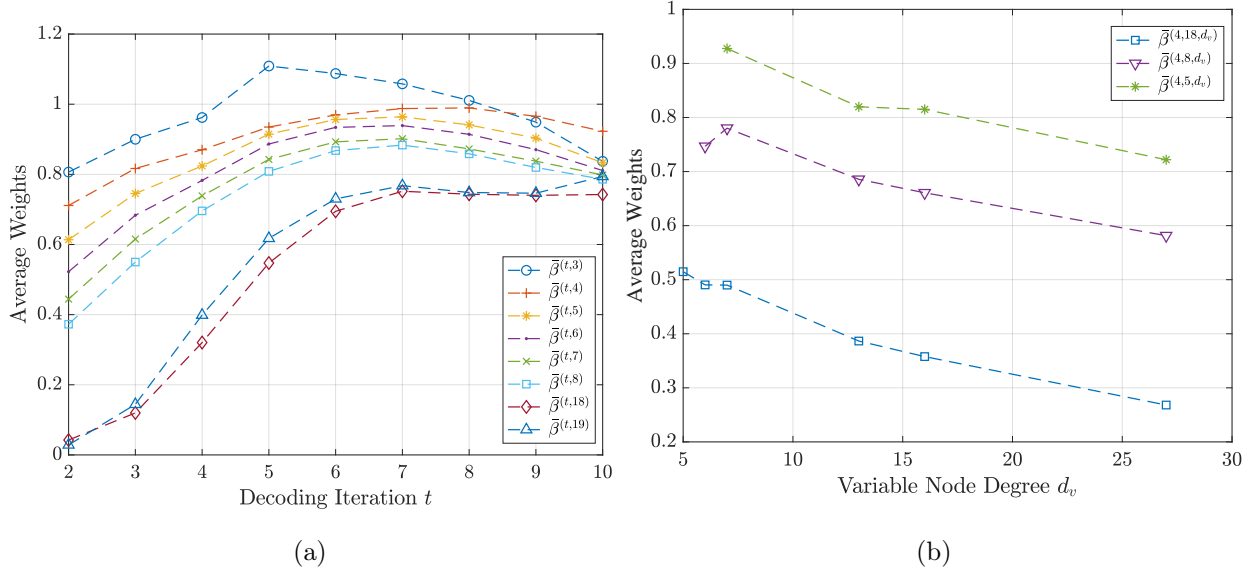 1.2
1
0.8
0.6
0.4
0.2
0
2 3 4 5 6 7 8 9 10
Average Weights
Decoding Iteration t
β̄^(t,3)
β̄^(t,4)
β̄^(t,5)
β̄^(t,6)
β̄^(t,7)
β̄^(t,8)
β̄^(t,18)
β̄^(t,19)
(a)
1
0.9
0.8
0.7
0.6
0.5
0.4
0.3
0.2
5 10 15 20 25 30
Average Weights
Variable Node Degree d_v
β̄^(4,18,d_v)
β̄^(4,8,d_v)
β̄^(4,5,d_v)
(b)